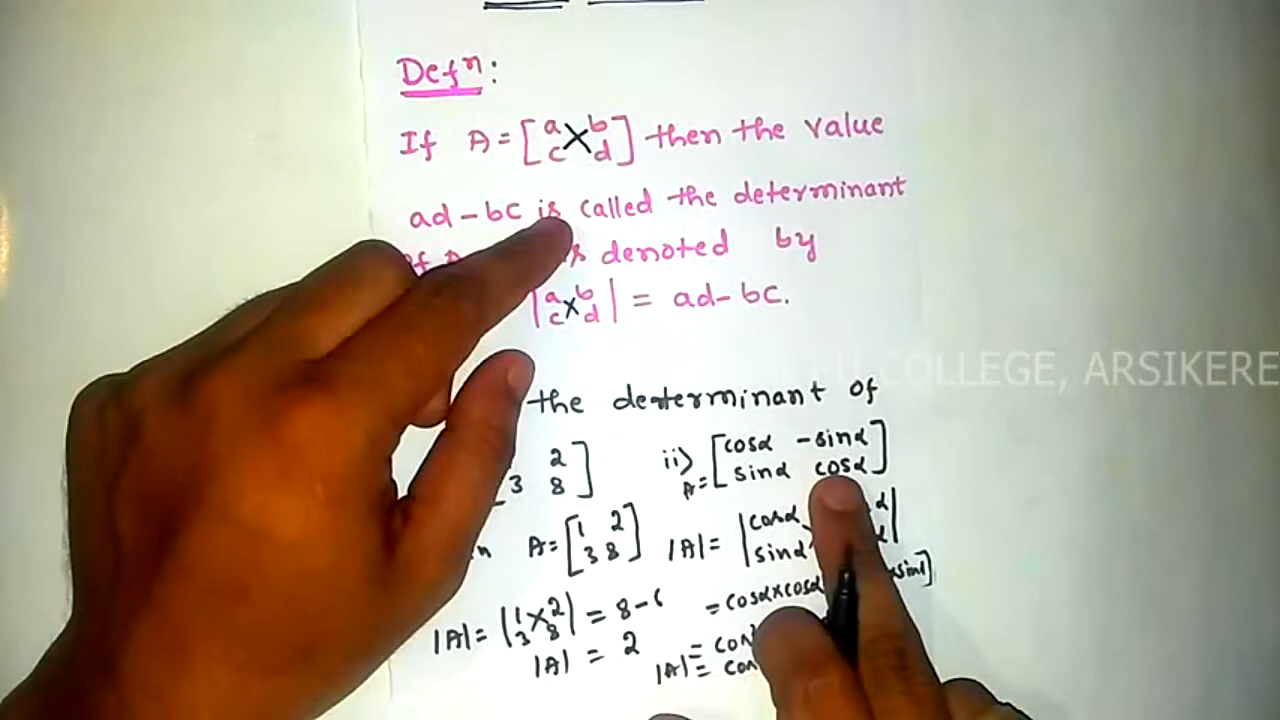 Defⁿ:
If A = [a b
c d] then the value
ad - bc is called the determinant
of denoted by
|a b
c d| = ad - bc.
COLLEGE, ARSIKERE
the determinant of
2
3 8]
ii) A = [cosα -sinα
sinα cosα]
A = [1 2
3 8]
|A| = |cosα
sinα
|A| = |1 2
3 8| = 8 - 6
|A| = 2
= cosα x cosα
|A| =